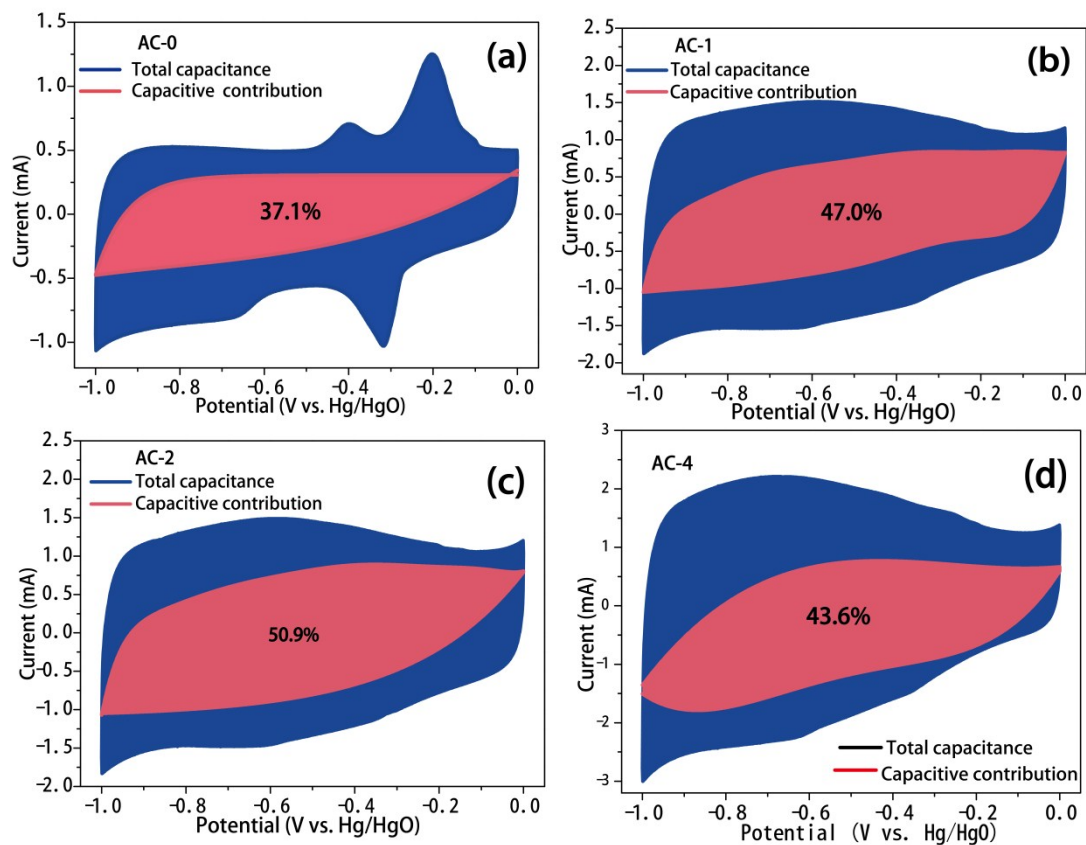 (a)
AC-0
Total capacitance
Capacitive contribution
37.1%
Current (mA)
1.5
1.0
0.5
0.0
−0.5
−1.0
−1.0 −0.8 −0.6 −0.4 −0.2 0.0
Potential (V vs. Hg/HgO)
(b)
AC-1
Total capacitance
Capacitive contribution
47.0%
Current (mA)
2.5
2.0
1.5
1.0
0.5
0.0
−0.5
−1.0
−1.5
−2.0
−1.0 −0.8 −0.6 −0.4 −0.2 0.0
Potential (V vs. Hg/HgO)
(c)
AC-2
Total capacitance
Capacitive contribution
50.9%
Current (mA)
2.5
2.0
1.5
1.0
0.5
0.0
−0.5
−1.0
−1.5
−2.0
−1.0 −0.8 −0.6 −0.4 −0.2 0.0
Potential (V vs. Hg/HgO)
(d)
AC-4
43.6%
Total capacitance
Capacitive contribution
Current (mA)
3
2
1
0
−1
−2
−3
−1.0 −0.8 −0.6 −0.4 −0.2 0.0
Potential (V vs. Hg/HgO)